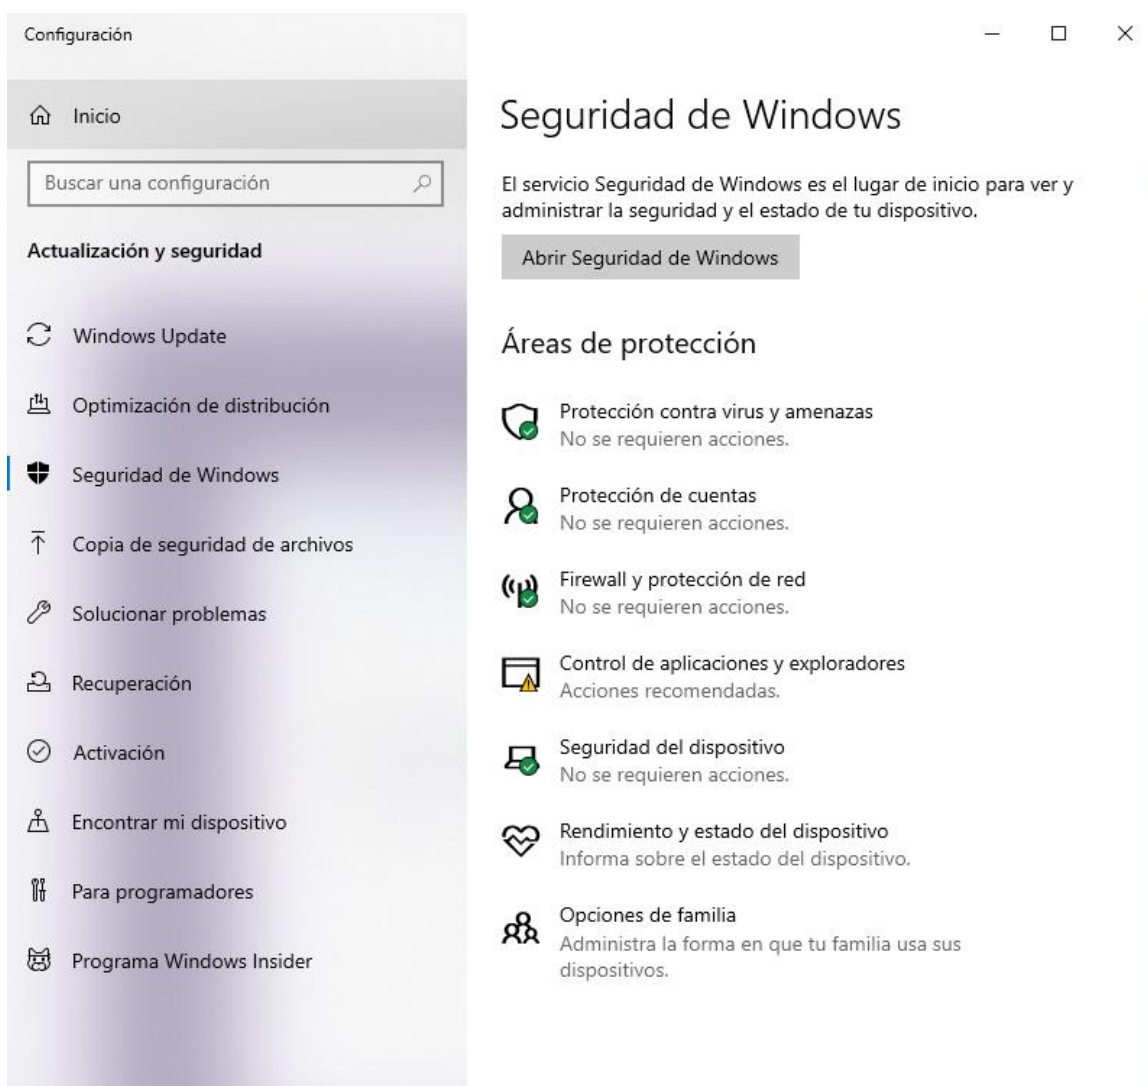 Configuración
Inicio
Buscar una configuración
Actualización y seguridad
Windows Update
Optimización de distribución
Seguridad de Windows
Copia de seguridad de archivos
Solucionar problemas
Recuperación
Activación
Encontrar mi dispositivo
Para programadores
Programa Windows Insider
Seguridad de Windows
El servicio Seguridad de Windows es el lugar de inicio para ver y
administrar la seguridad y el estado de tu dispositivo.
Abrir Seguridad de Windows
Áreas de protección
Protección contra virus y amenazas
No se requieren acciones.
Protección de cuentas
No se requieren acciones.
Firewall y protección de red
No se requieren acciones.
Control de aplicaciones y exploradores
Acciones recomendadas.
Seguridad del dispositivo
No se requieren acciones.
Rendimiento y estado del dispositivo
Informa sobre el estado del dispositivo.
Opciones de familia
Administra la forma en que tu familia usa sus
dispositivos.